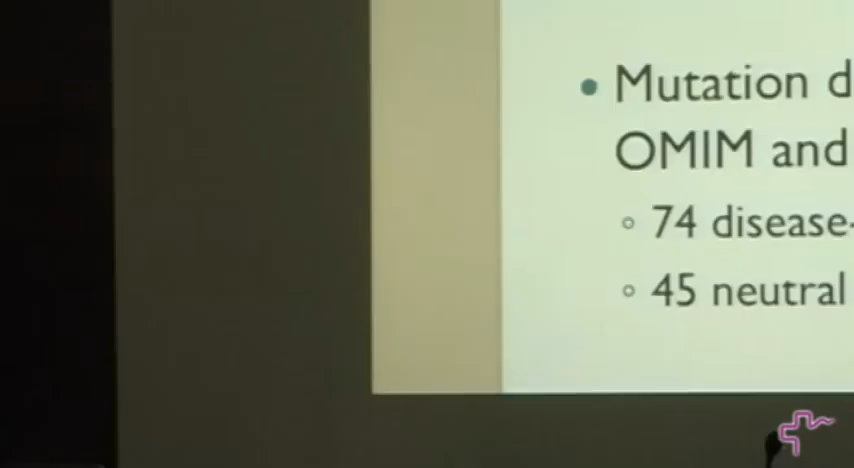 • Mutation d
OMIM and
◦ 74 disease-
◦ 45 neutral